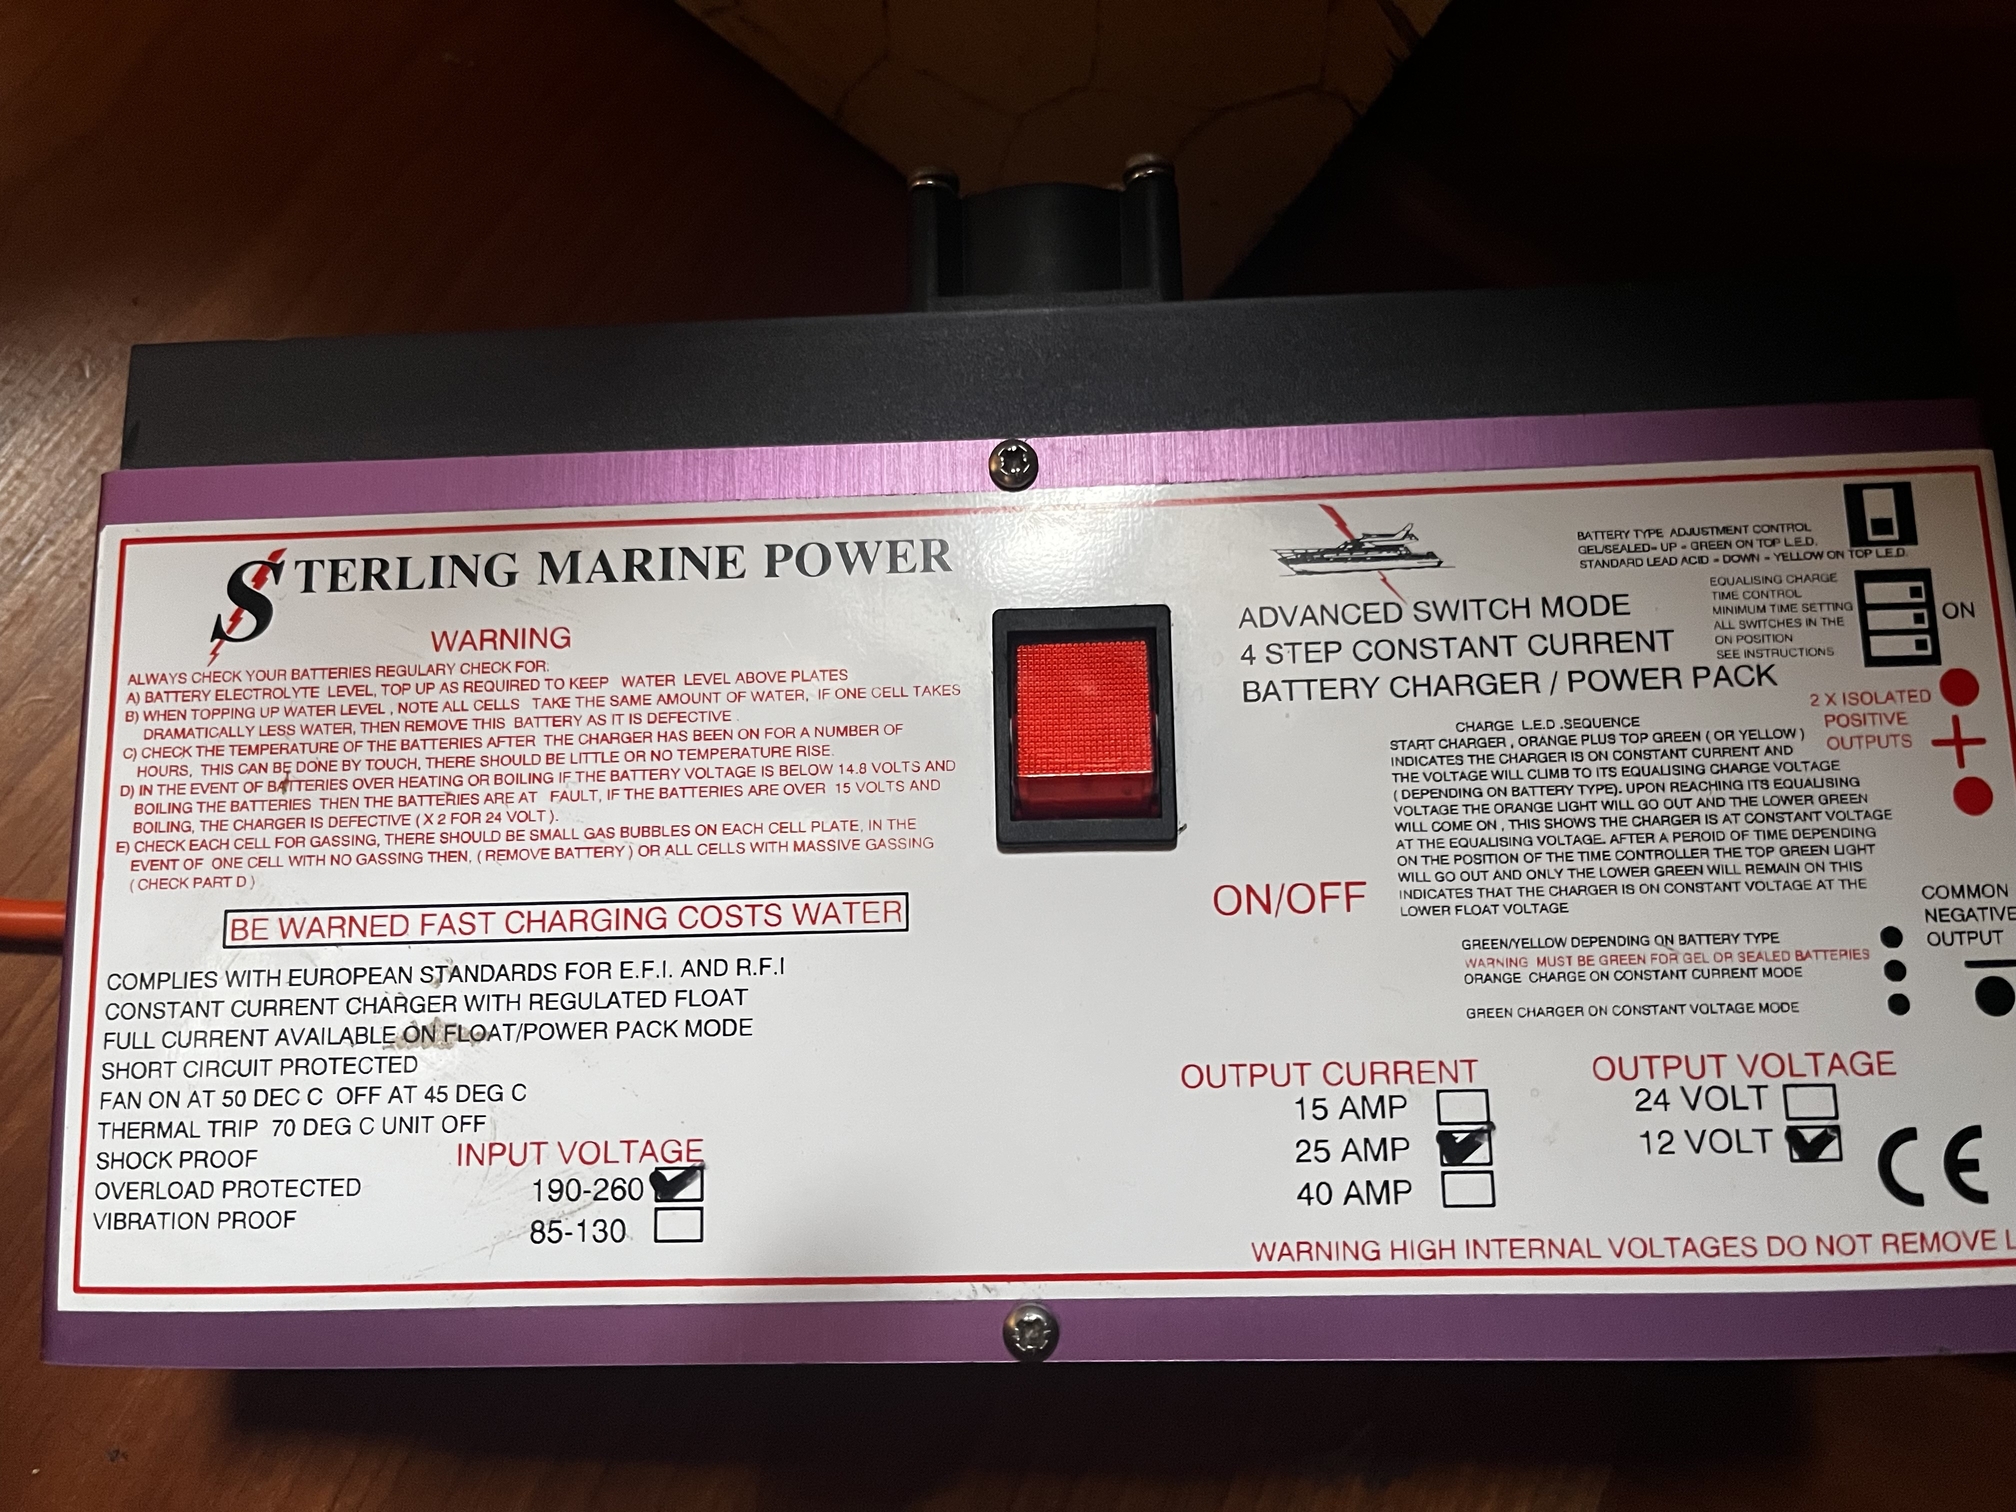 STERLING MARINE POWER
WARNING
ALWAYS CHECK YOUR BATTERIES REGULARY CHECK FOR:
A) BATTERY ELECTROLYTE LEVEL, TOP UP AS REQUIRED TO KEEP WATER LEVEL ABOVE PLATES
B) WHEN TOPPING UP WATER LEVEL, NOTE ALL CELLS TAKE THE SAME AMOUNT OF WATER, IF ONE CELL TAKES
DRAMATICALLY LESS WATER, THEN REMOVE THIS BATTERY AS IT IS DEFECTIVE.
C) CHECK THE TEMPERATURE OF THE BATTERIES AFTER THE CHARGER HAS BEEN ON FOR A NUMBER OF
HOURS, THIS CAN BE DONE BY TOUCH, THERE SHOULD BE LITTLE OR NO TEMPERATURE RISE.
D) IN THE EVENT OF BATTERIES OVER HEATING OR BOILING IF THE BATTERY VOLTAGE IS BELOW 14.8 VOLTS AND
BOILING THE BATTERIES THEN THE BATTERIES ARE AT FAULT, IF THE BATTERIES ARE OVER 15 VOLTS AND
BOILING, THE CHARGER IS DEFECTIVE (X 2 FOR 24 VOLT).
E) CHECK EACH CELL FOR GASSING, THERE SHOULD BE SMALL GAS BUBBLES ON EACH CELL PLATE, IN THE
EVENT OF ONE CELL WITH NO GASSING THEN, (REMOVE BATTERY) OR ALL CELLS WITH MASSIVE GASSING
(CHECK PART D)
BE WARNED FAST CHARGING COSTS WATER
COMPLIES WITH EUROPEAN STANDARDS FOR E.F.I. AND R.F.I
CONSTANT CURRENT CHARGER WITH REGULATED FLOAT
FULL CURRENT AVAILABLE ON FLOAT/POWER PACK MODE
SHORT CIRCUIT PROTECTED
FAN ON AT 50 DEC C OFF AT 45 DEG C
THERMAL TRIP 70 DEG C UNIT OFF
SHOCK PROOF
OVERLOAD PROTECTED
VIBRATION PROOF
INPUT VOLTAGE
190-260
85-130
ON/OFF
BATTERY TYPE ADJUSTMENT CONTROL
GEL/SEALED= UP = GREEN ON TOP L.E.D.
STANDARD LEAD ACID = DOWN = YELLOW ON TOP L.E.D.
ADVANCED SWITCH MODE
4 STEP CONSTANT CURRENT
BATTERY CHARGER / POWER PACK
EQUALISING CHARGE
TIME CONTROL
MINIMUM TIME SETTING
ALL SWITCHES IN THE
ON POSITION
SEE INSTRUCTIONS
ON
2 X ISOLATED
POSITIVE
OUTPUTS
+
CHARGE L.E.D .SEQUENCE
START CHARGER , ORANGE PLUS TOP GREEN ( OR YELLOW )
INDICATES THE CHARGER IS ON CONSTANT CURRENT AND
THE VOLTAGE WILL CLIMB TO ITS EQUALISING CHARGE VOLTAGE
( DEPENDING ON BATTERY TYPE). UPON REACHING ITS EQUALISING
VOLTAGE THE ORANGE LIGHT WILL GO OUT AND THE LOWER GREEN
WILL COME ON , THIS SHOWS THE CHARGER IS AT CONSTANT VOLTAGE
AT THE EQUALISING VOLTAGE. AFTER A PEROID OF TIME DEPENDING
ON THE POSITION OF THE TIME CONTROLLER THE TOP GREEN LIGHT
WILL GO OUT AND ONLY THE LOWER GREEN WILL REMAIN ON THIS
INDICATES THAT THE CHARGER IS ON CONSTANT VOLTAGE AT THE
LOWER FLOAT VOLTAGE
COMMON
NEGATIVE
OUTPUT
GREEN/YELLOW DEPENDING ON BATTERY TYPE
WARNING MUST BE GREEN FOR GEL OR SEALED BATTERIES
ORANGE CHARGE ON CONSTANT CURRENT MODE
GREEN CHARGER ON CONSTANT VOLTAGE MODE
OUTPUT CURRENT
15 AMP
25 AMP
40 AMP
OUTPUT VOLTAGE
24 VOLT
12 VOLT
CE
WARNING HIGH INTERNAL VOLTAGES DO NOT REMOVE